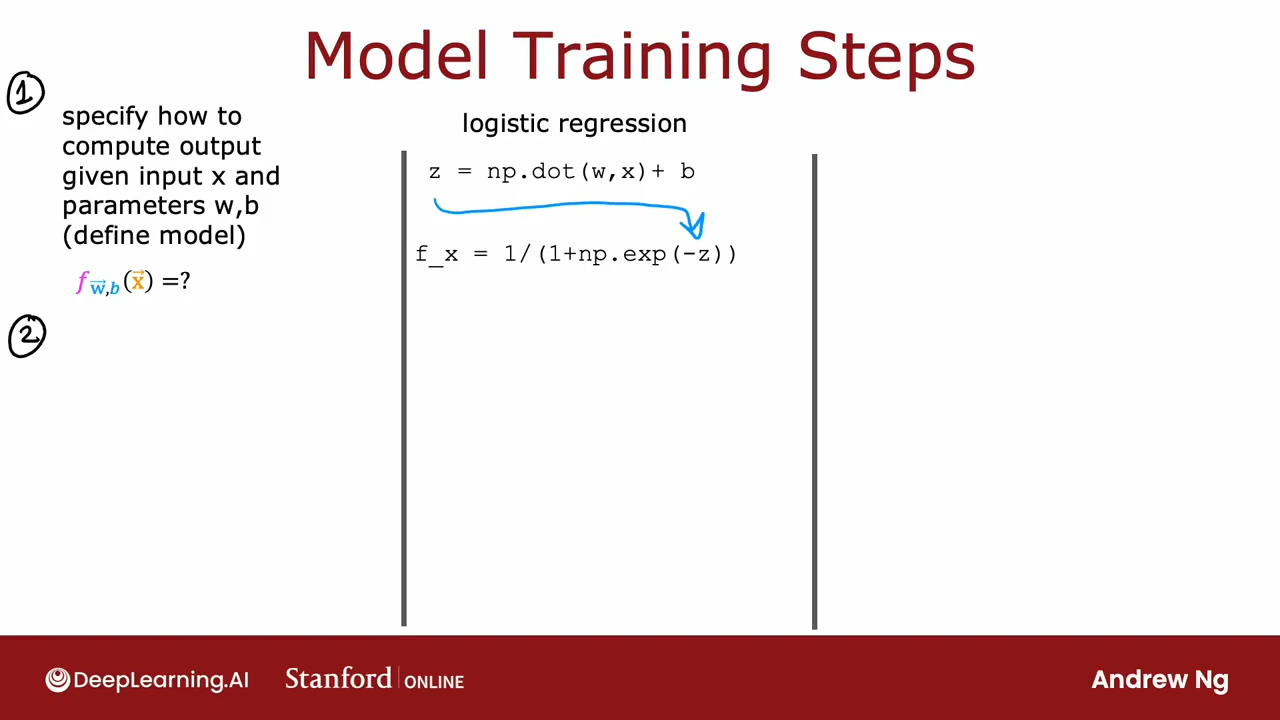 Model Training Steps
1
specify how to
compute output
given input x and
parameters w,b
(define model)
f w⃗,b (x⃗) =?
2
logistic regression
z = np.dot(w,x)+ b
f_x = 1/(1+np.exp(-z))
DeepLearning.AI
Stanford | ONLINE
Andrew Ng